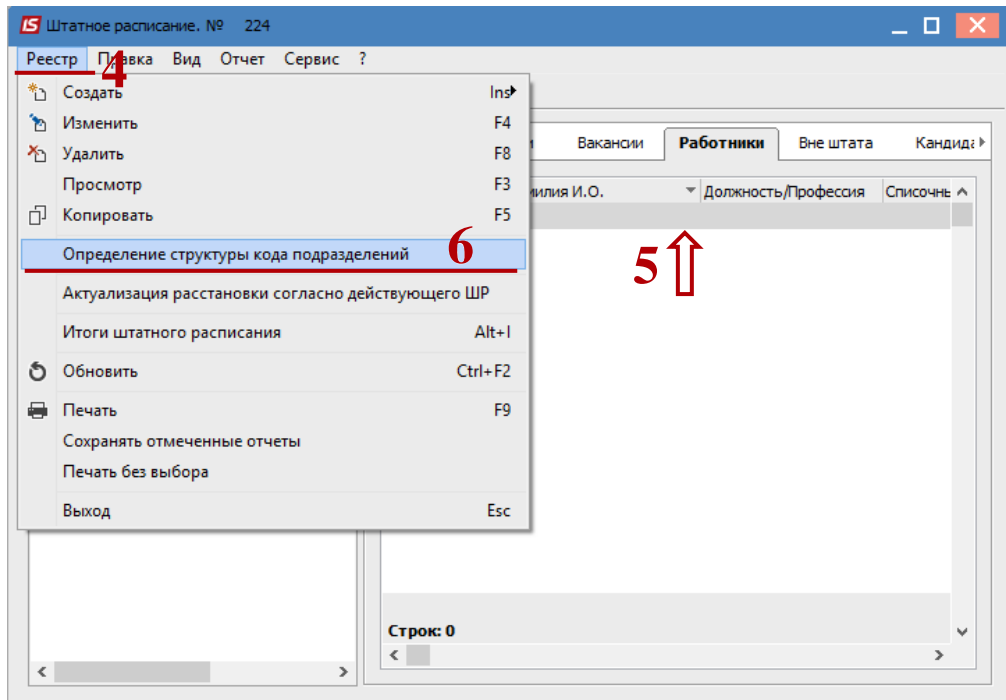 IS Штатное расписание. № 224
Реестр Правка Вид Отчет Сервис ?
4
Создать Ins
Изменить F4
Удалить F8
Просмотр F3
Копировать F5
Определение структуры кода подразделений 6
Актуализация расстановки согласно действующего ШР
Итоги штатного расписания Alt+I
Обновить Ctrl+F2
Печать F9
Сохранять отмеченные отчеты
Печать без выбора
Выход Esc
Вакансии Работники Вне штата Кандида
милия И.О. Должность/Профессия Списочнь
5
Строк: 0